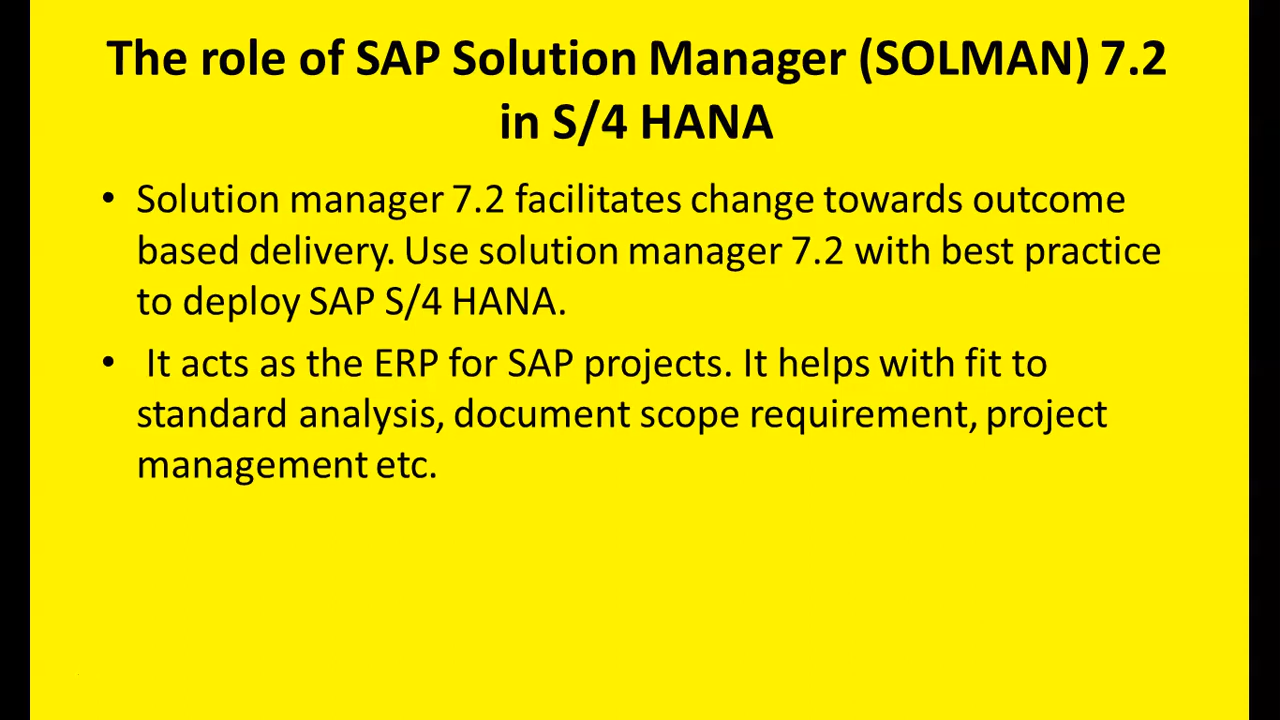 The role of SAP Solution Manager (SOLMAN) 7.2
in S/4 HANA
• Solution manager 7.2 facilitates change towards outcome
based delivery. Use solution manager 7.2 with best practice
to deploy SAP S/4 HANA.
• It acts as the ERP for SAP projects. It helps with fit to
standard analysis, document scope requirement, project
management etc.